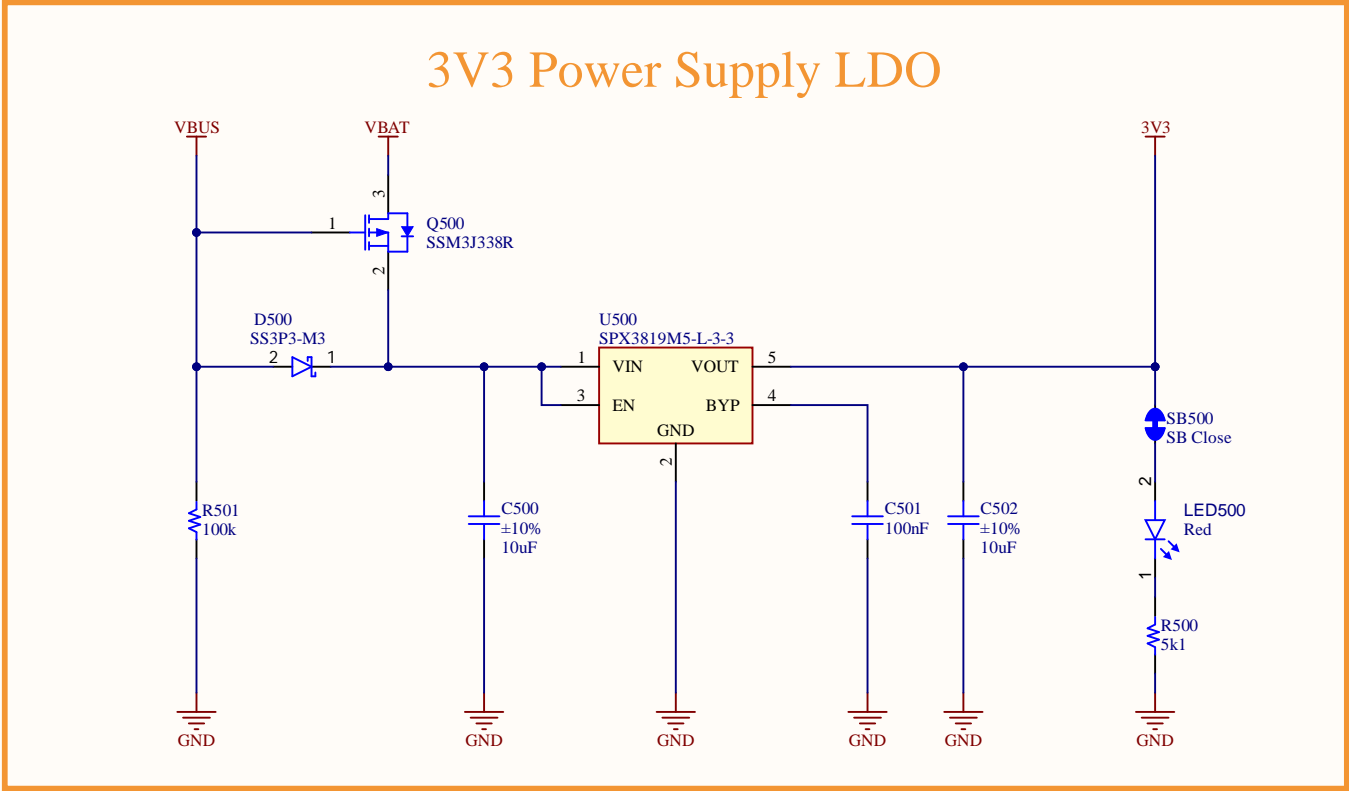 3V3 Power Supply LDO
VBUS
VBAT
3V3
3
1
Q500
SSM3J338R
2
D500
SS3P3-M3
2
1
U500
SPX3819M5-L-3-3
1
VIN
VOUT
5
3
EN
BYP
4
GND
2
SB500
SB Close
2
R501
100k
C500
±10%
10uF
C501
100nF
C502
±10%
10uF
LED500
Red
1
R500
5k1
GND
GND
GND
GND
GND
GND